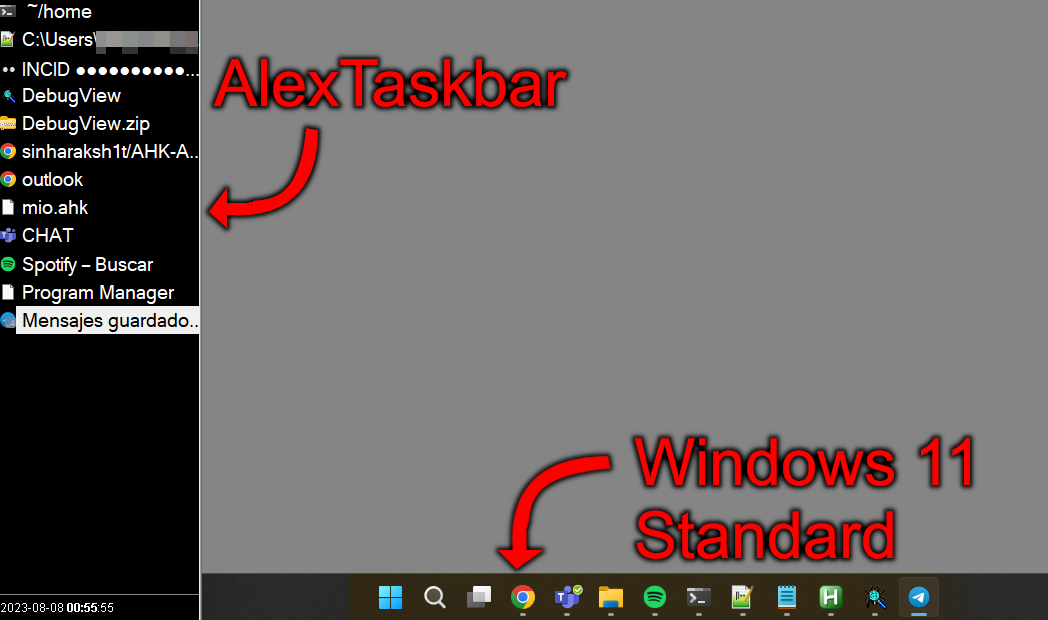 ~/home
C:\Users\
INCID ●●●●●●●●●●...
DebugView
DebugView.zip
sinharaksh1t/AHK-A...
outlook
mio.ahk
CHAT
Spotify – Buscar
Program Manager
Mensajes guardado...
2023-08-08 00:55:55
AlexTaskbar
Windows 11
Standard